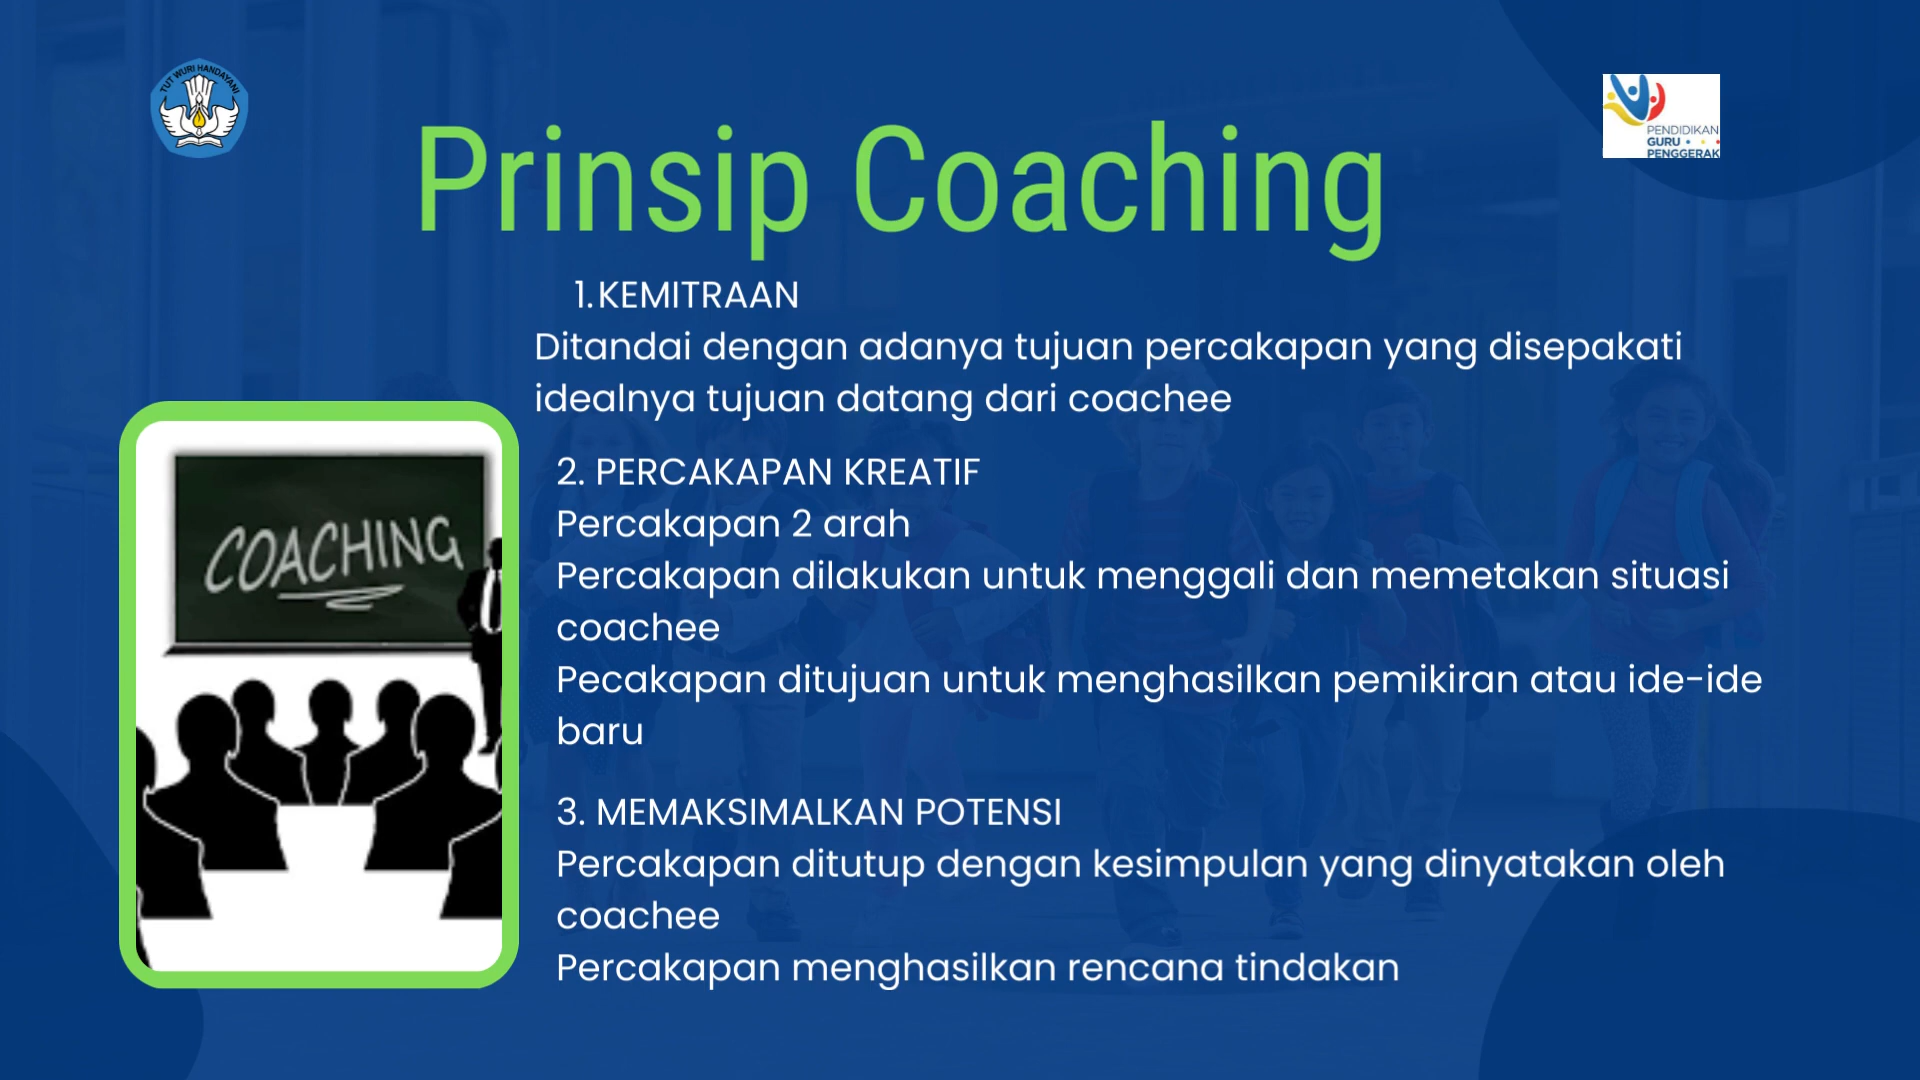 TUT WURI HANDAYANI
PENDIDIKAN
GURU
PENGGERAK
Prinsip Coaching
1. KEMITRAAN
Ditandai dengan adanya tujuan percakapan yang disepakati
idealnya tujuan datang dari coachee
COACHING
2. PERCAKAPAN KREATIF
Percakapan 2 arah
Percakapan dilakukan untuk menggali dan memetakan situasi
coachee
Pecakapan ditujuan untuk menghasilkan pemikiran atau ide-ide
baru
3. MEMAKSIMALKAN POTENSI
Percakapan ditutup dengan kesimpulan yang dinyatakan oleh
coachee
Percakapan menghasilkan rencana tindakan